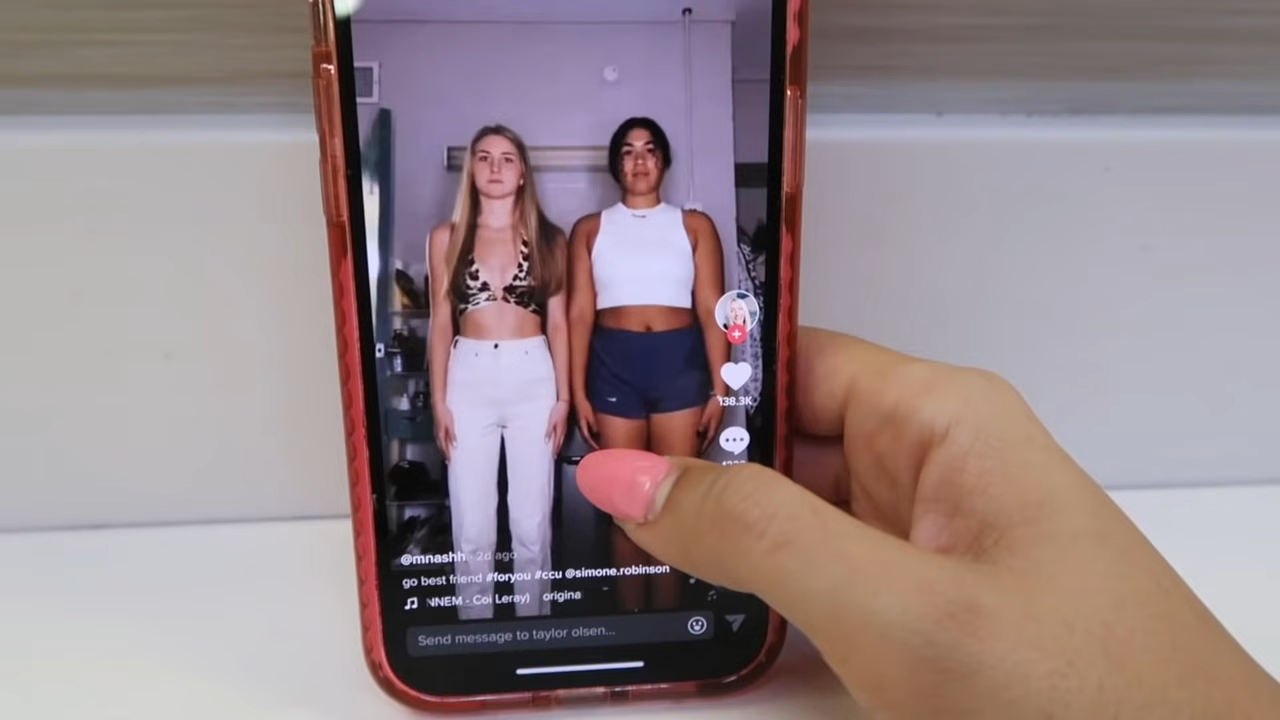 138.3K
@mnashh · 2d ago
go best friend #foryou #ccu @simone.robinson
NNEM - Coi Leray) origina
Send message to taylor olsen...